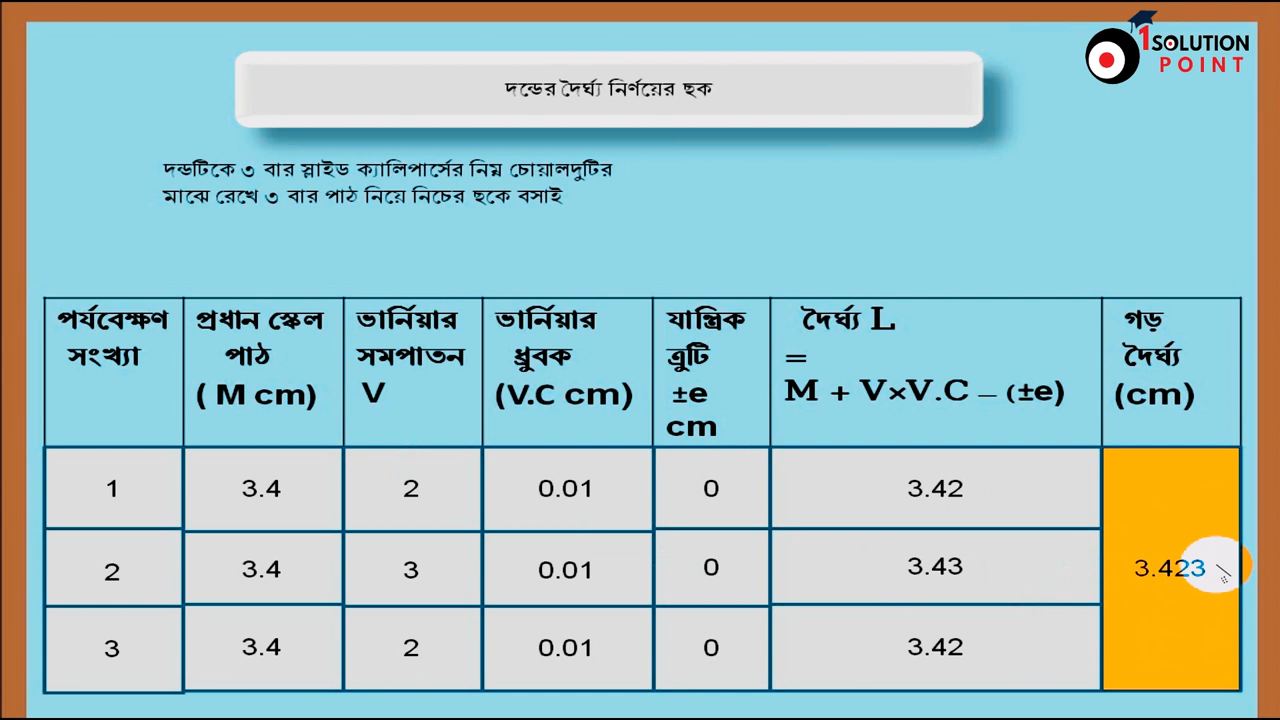 1SOLUTION
POINT
দন্ডের দৈর্ঘ্য নির্ণয়ের ছক
দন্ডটিকে ৩ বার স্লাইড ক্যালিপার্সের নিম্ন চোয়ালদুটির
মাঝে রেখে ৩ বার পাঠ নিয়ে নিচের ছকে বসাই
পর্যবেক্ষণ
সংখ্যা
প্রধান স্কেল
পাঠ
( M cm)
ভার্নিয়ার
সমপাতন
V
ভার্নিয়ার
ধ্রুবক
(V.C cm)
যান্ত্রিক
ত্রুটি
±e
cm
দৈর্ঘ্য L
=
M + V×V.C – (±e)
গড়
দৈর্ঘ্য
(cm)
1 3.4 2 0.01 0 3.42
2 3.4 3 0.01 0 3.43 3.423
3 3.4 2 0.01 0 3.42